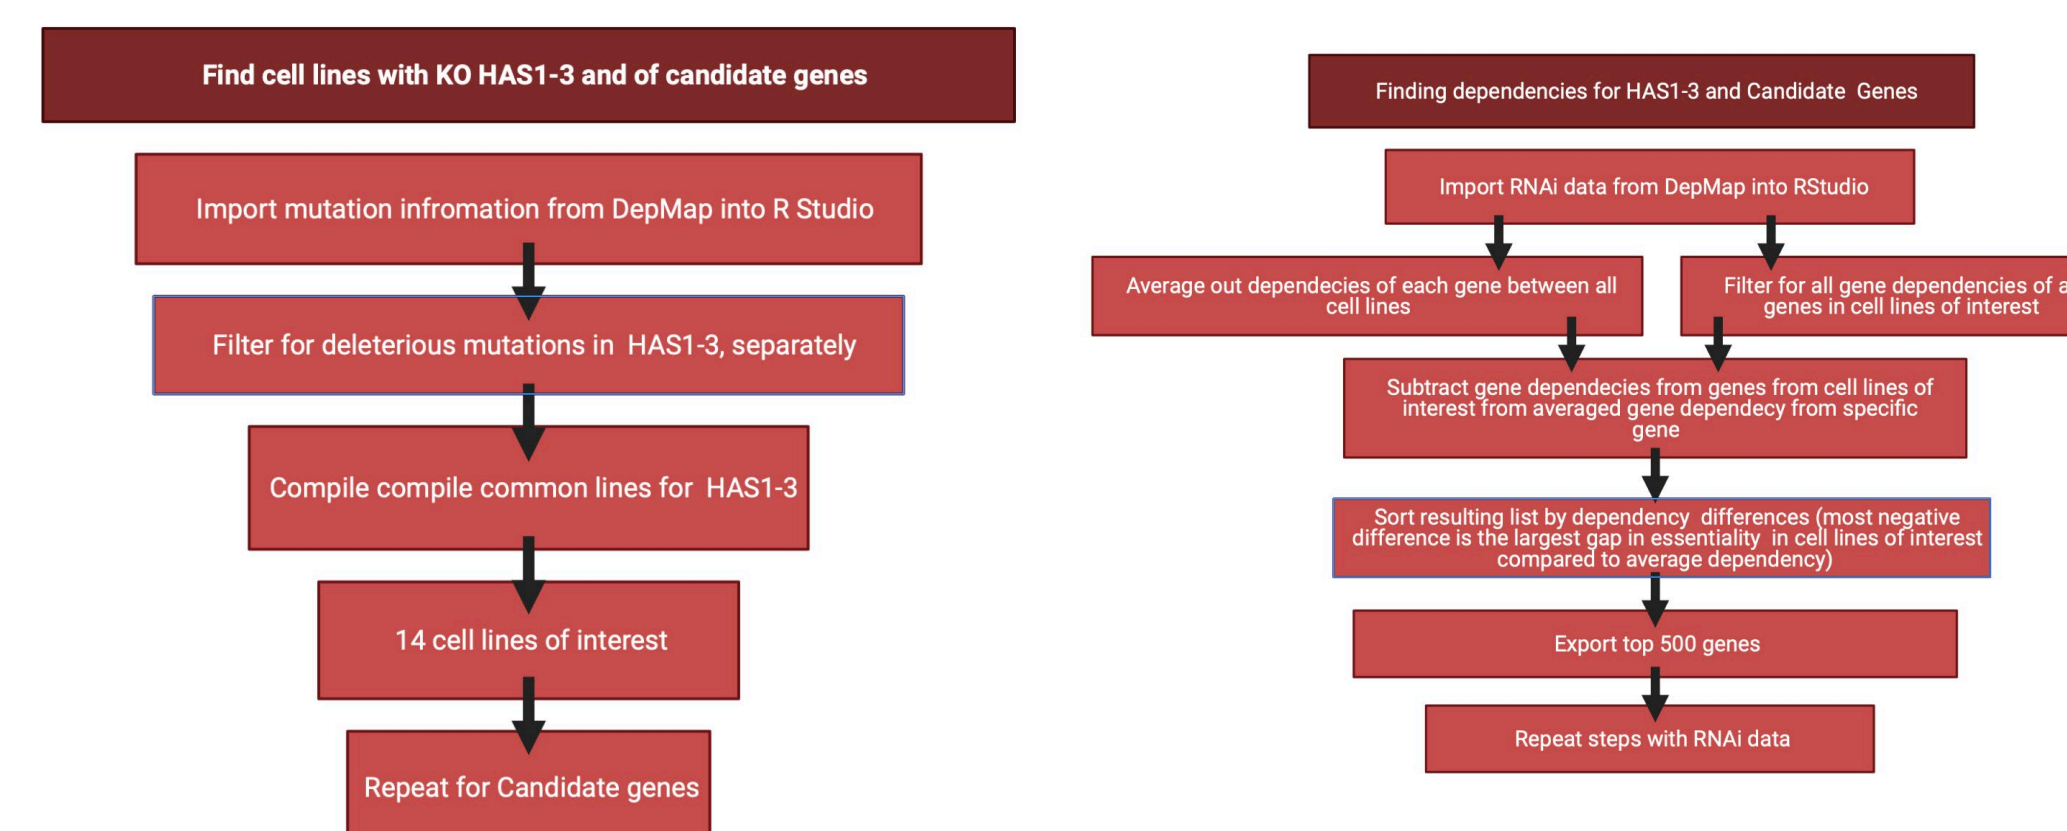 Find cell lines with KO HAS1-3 and of candidate genes
Import mutation infromation from DepMap into R Studio
Filter for deleterious mutations in HAS1-3, separately
Compile compile common lines for HAS1-3
14 cell lines of interest
Repeat for Candidate genes
Finding dependencies for HAS1-3 and Candidate Genes
Import RNAi data from DepMap into RStudio
Average out dependecies of each gene between all
cell lines
Filter for all gene dependencies of
genes in cell lines of interest
Subtract gene dependecies from genes from cell lines of
interest from averaged gene dependecy from specific
gene
Sort resulting list by dependency differences (most negative
difference is the largest gap in essentiality in cell lines of interest
compared to average dependency)
Export top 500 genes
Repeat steps with RNAi data